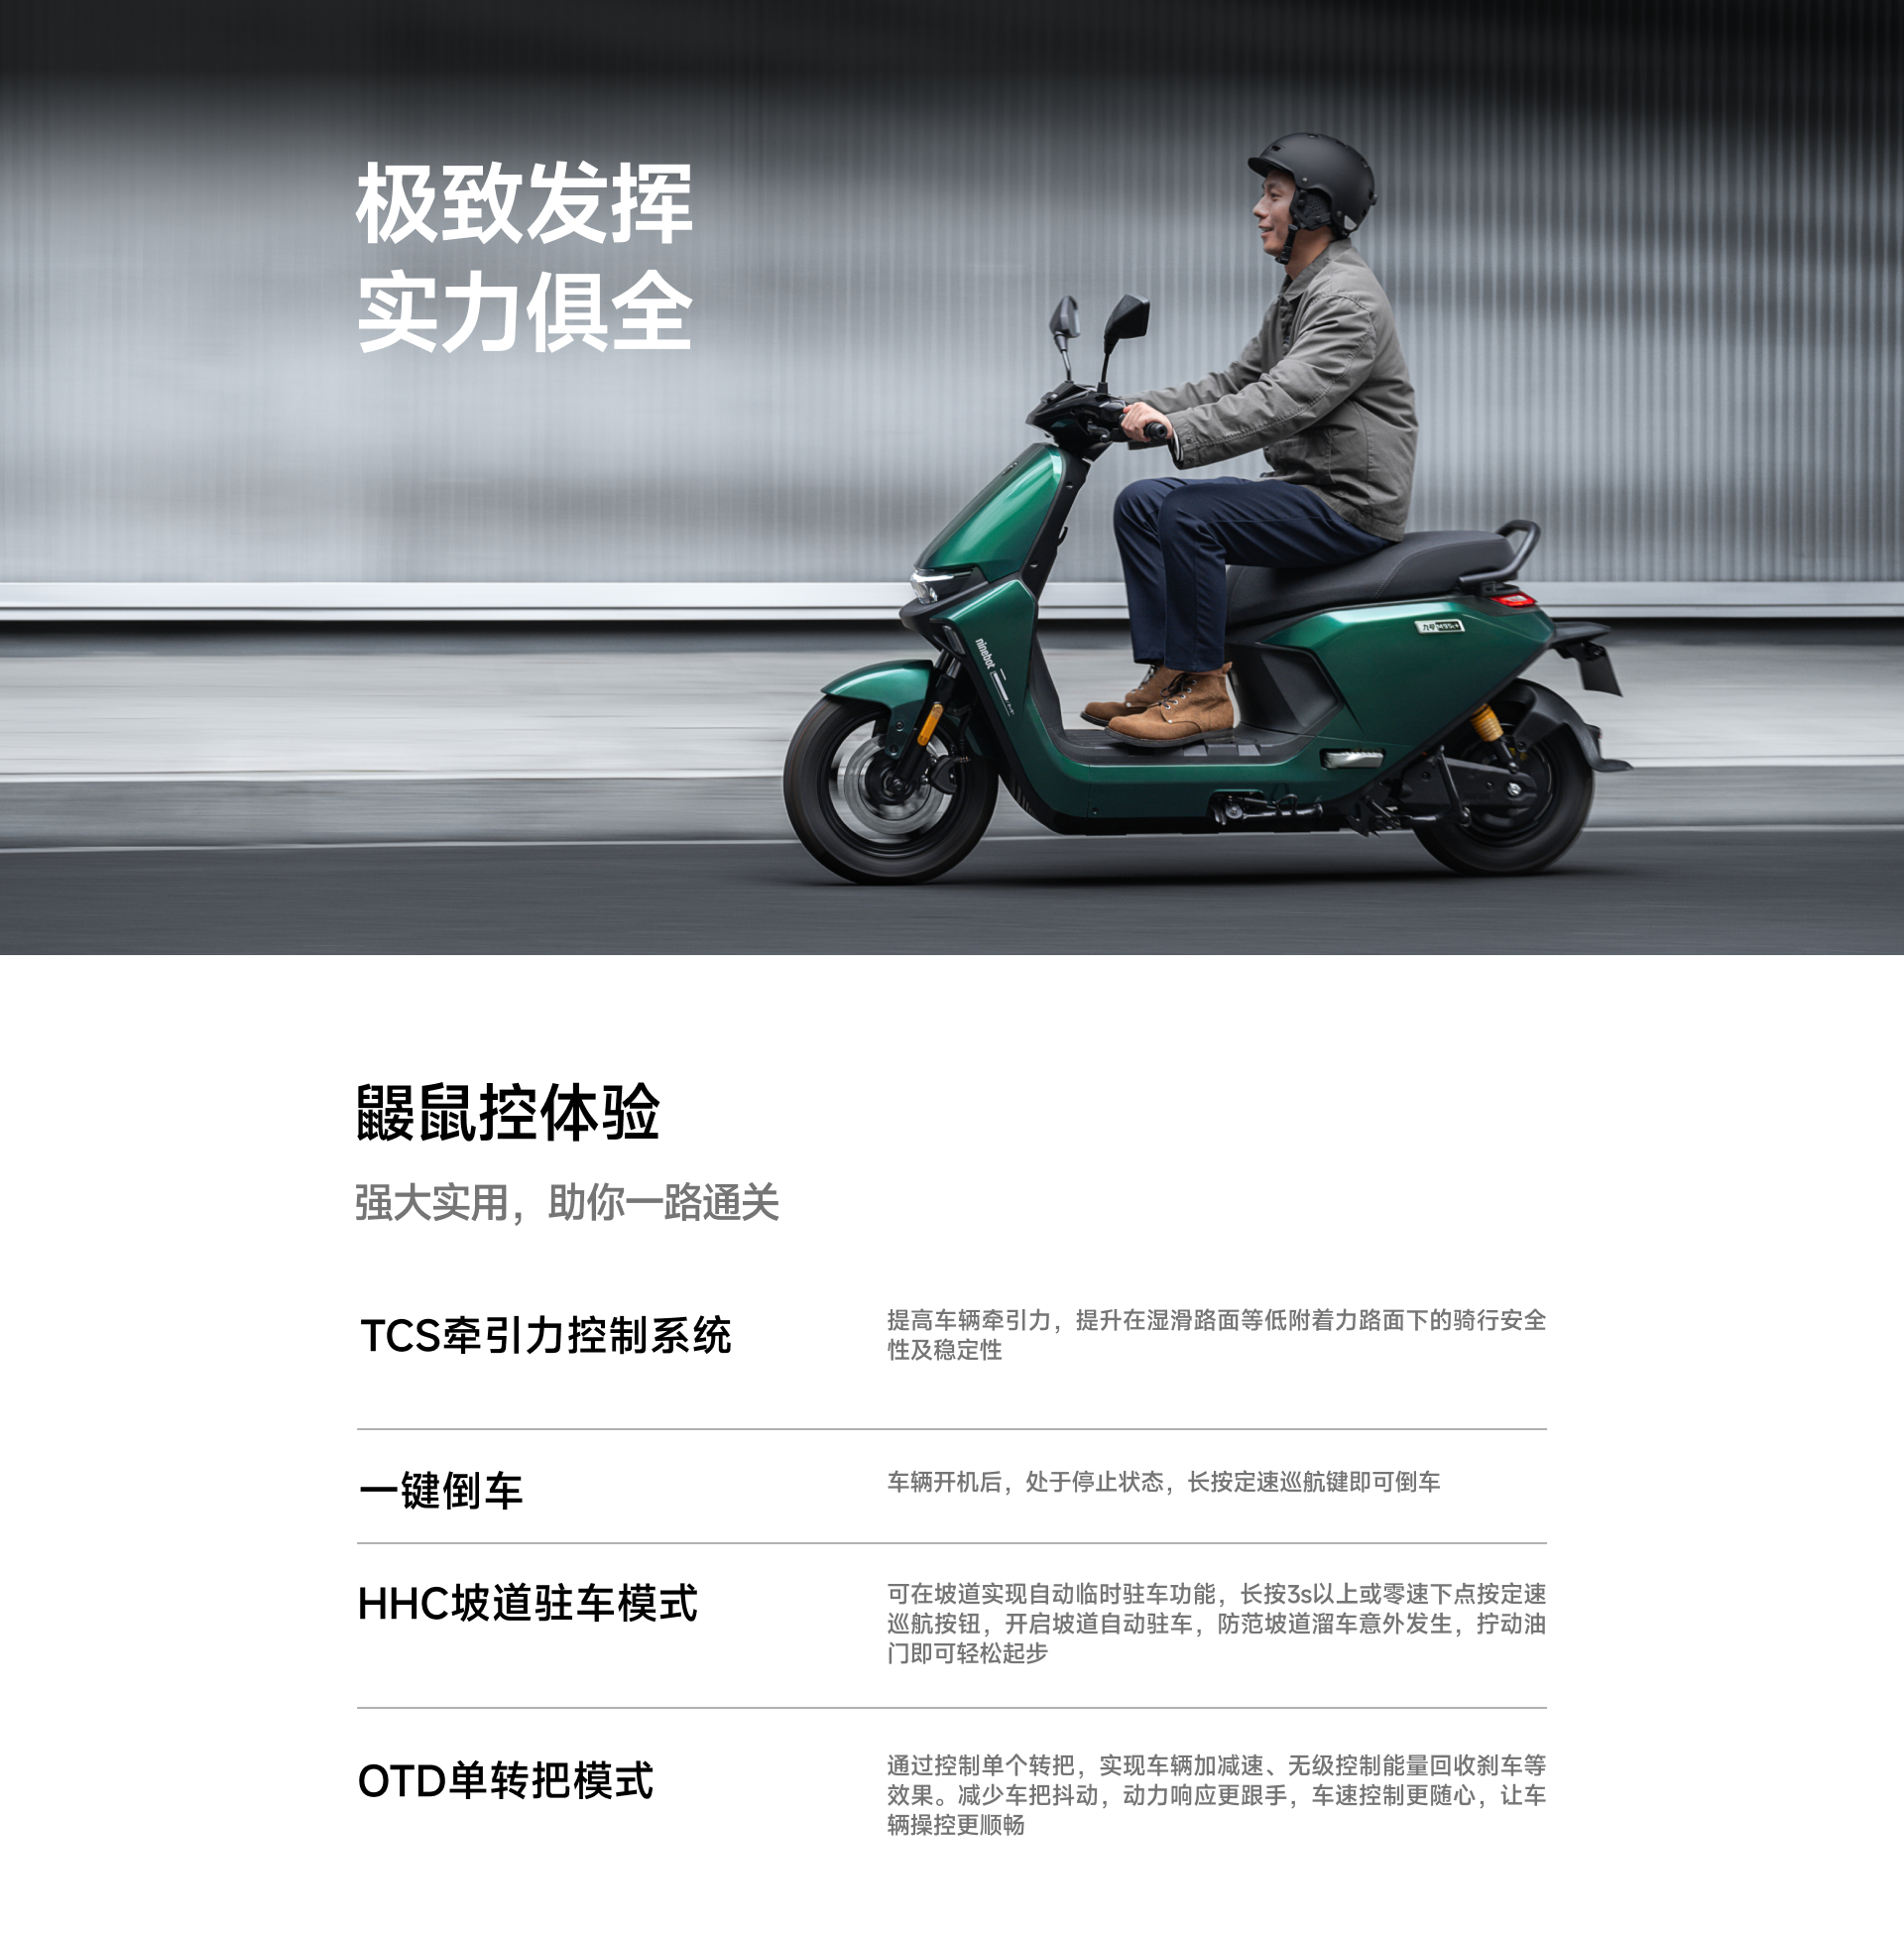 极致发挥
实力俱全
ninebot
九号 M95c+
鼹鼠控体验
强大实用，助你一路通关
TCS牵引力控制系统
提高车辆牵引力，提升在湿滑路面等低附着力路面下的骑行安全
性及稳定性
一键倒车
车辆开机后，处于停止状态，长按定速巡航键即可倒车
HHC坡道驻车模式
可在坡道实现自动临时驻车功能，长按3s以上或零速下点按定速
巡航按钮，开启坡道自动驻车，防范坡道溜车意外发生，拧动油
门即可轻松起步
OTD单转把模式
通过控制单个转把，实现车辆加减速、无级控制能量回收刹车等
效果。减少车把抖动，动力响应更跟手，车速控制更随心，让车
辆操控更顺畅